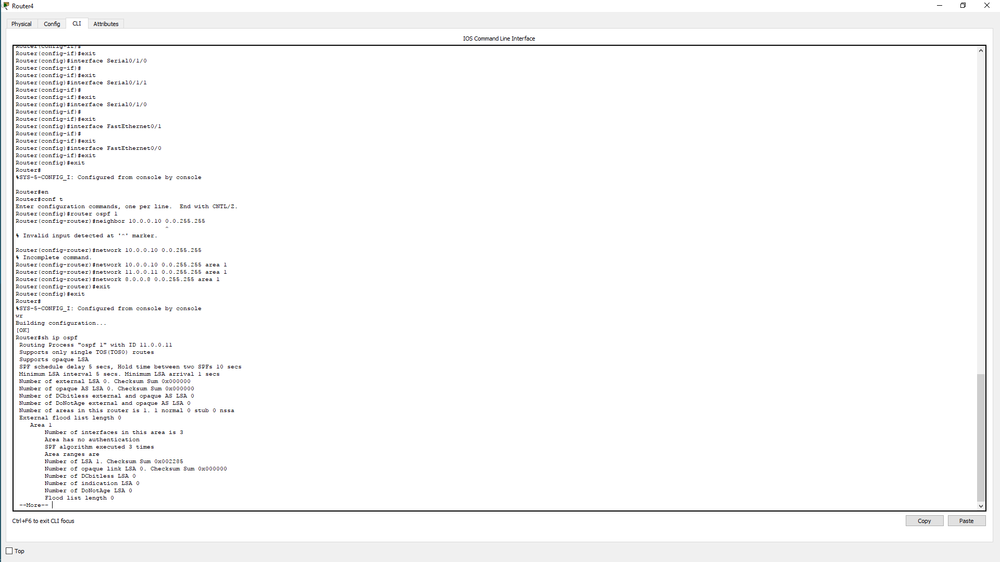 Router4
Physical
Config
CLI
Attributes
IOS Command Line Interface
Router(config-if)#
Router(config-if)#exit
Router(config)#interface Serial0/1/0
Router(config-if)#
Router(config-if)#exit
Router(config)#interface Serial0/1/1
Router(config-if)#
Router(config-if)#exit
Router(config)#interface Serial0/1/0
Router(config-if)#
Router(config-if)#exit
Router(config)#interface FastEthernet0/1
Router(config-if)#
Router(config-if)#exit
Router(config)#interface FastEthernet0/0
Router(config-if)#exit
Router(config)#exit
Router#
%SYS-5-CONFIG_I: Configured from console by console
Router#en
Router#conf t
Enter configuration commands, one per line.  End with CNTL/Z.
Router(config)#router ospf 1
Router(config-router)#neighbor 10.0.0.10 0.0.255.255
^
% Invalid input detected at '^' marker.
Router(config-router)#network 10.0.0.10 0.0.255.255
% Incomplete command.
Router(config-router)#network 10.0.0.10 0.0.255.255 area 1
Router(config-router)#network 11.0.0.11 0.0.255.255 area 1
Router(config-router)#network 8.0.0.8 0.0.255.255 area 1
Router(config-router)#exit
Router(config)#exit
Router#
%SYS-5-CONFIG_I: Configured from console by console
wr
Building configuration...
[OK]
Router#sh ip ospf
Routing Process "ospf 1" with ID 11.0.0.11
Supports only single TOS(TOS0) routes
Supports opaque LSA
SPF schedule delay 5 secs, Hold time between two SPFs 10 secs
Minimum LSA interval 5 secs. Minimum LSA arrival 1 secs
Number of external LSA 0. Checksum Sum 0x000000
Number of opaque AS LSA 0. Checksum Sum 0x000000
Number of DCbitless external and opaque AS LSA 0
Number of DoNotAge external and opaque AS LSA 0
Number of areas in this router is 1. 1 normal 0 stub 0 nssa
External flood list length 0
Area 1
Number of interfaces in this area is 3
Area has no authentication
SPF algorithm executed 3 times
Area ranges are
Number of LSA 1. Checksum Sum 0x002285
Number of opaque link LSA 0. Checksum Sum 0x000000
Number of DCbitless LSA 0
Number of indication LSA 0
Number of DoNotAge LSA 0
Flood list length 0
--More--
Ctrl+F6 to exit CLI focus
Copy
Paste
Top